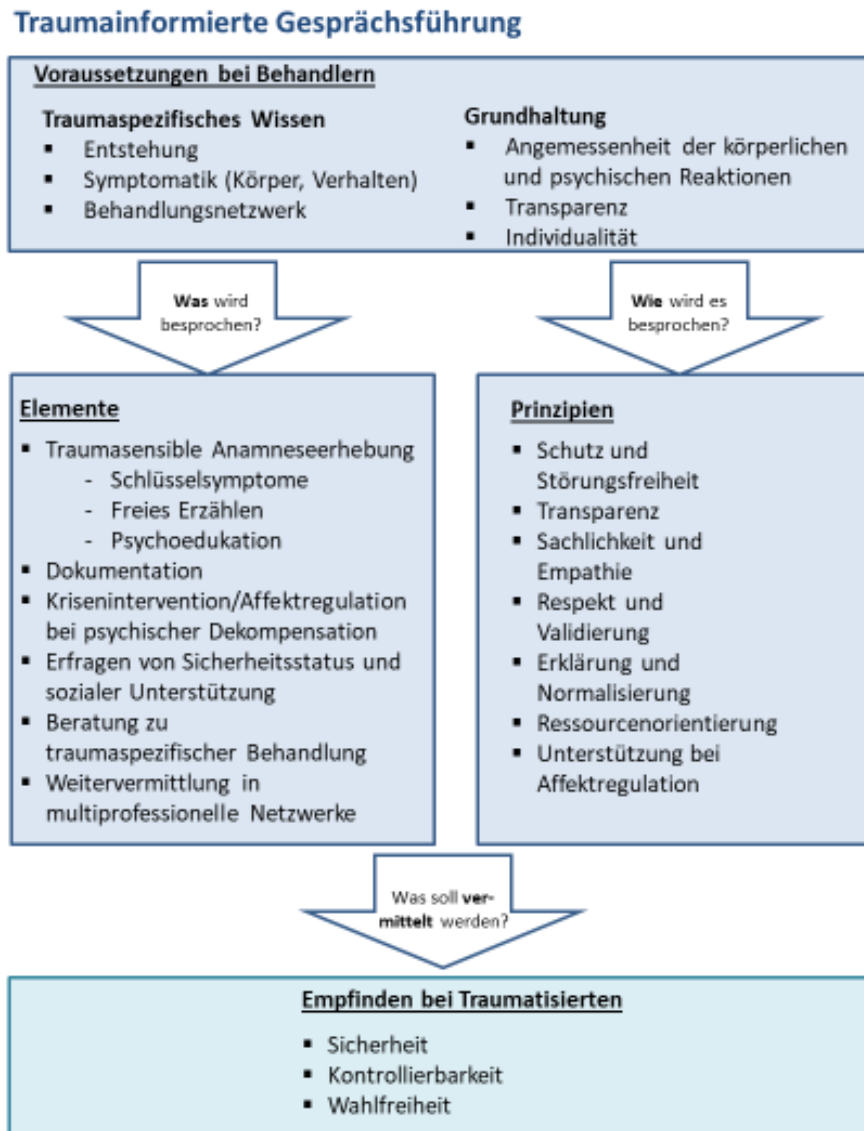 Traumainformierte Gesprächsführung
Voraussetzungen bei Behandlern
Traumaspezifisches Wissen
▪ Entstehung
▪ Symptomatik (Körper, Verhalten)
▪ Behandlungsnetzwerk
Grundhaltung
▪ Angemessenheit der körperlichen
und psychischen Reaktionen
▪ Transparenz
▪ Individualität
Was wird
besprochen?
Wie wird es
besprochen?
Elemente
▪ Traumasensible Anamneseerhebung
- Schlüsselsymptome
- Freies Erzählen
- Psychoedukation
▪ Dokumentation
▪ Krisenintervention/Affektregulation
bei psychischer Dekompensation
▪ Erfragen von Sicherheitsstatus und
sozialer Unterstützung
▪ Beratung zu
traumaspezifischer Behandlung
▪ Weitervermittlung in
multiprofessionelle Netzwerke
Prinzipien
▪ Schutz und
Störungsfreiheit
▪ Transparenz
▪ Sachlichkeit und
Empathie
▪ Respekt und
Validierung
▪ Erklärung und
Normalisierung
▪ Ressourcenorientierung
▪ Unterstützung bei
Affektregulation
Was soll ver-
mittelt werden?
Empfinden bei Traumatisierten
▪ Sicherheit
▪ Kontrollierbarkeit
▪ Wahlfreiheit